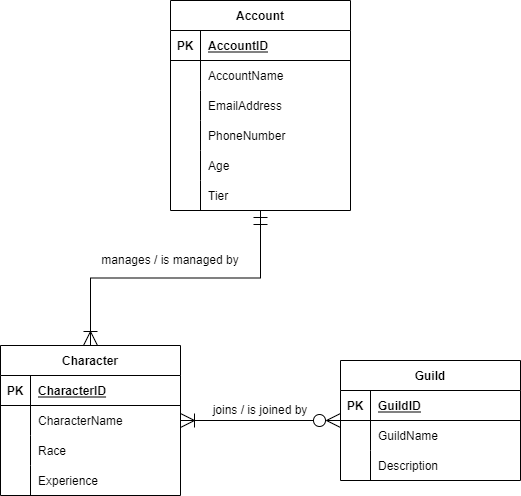 Account
PK AccountID
AccountName
EmailAddress
PhoneNumber
Age
Tier
manages / is managed by
Character
PK CharacterID
CharacterName
Race
Experience
joins / is joined by
Guild
PK GuildID
GuildName
Description